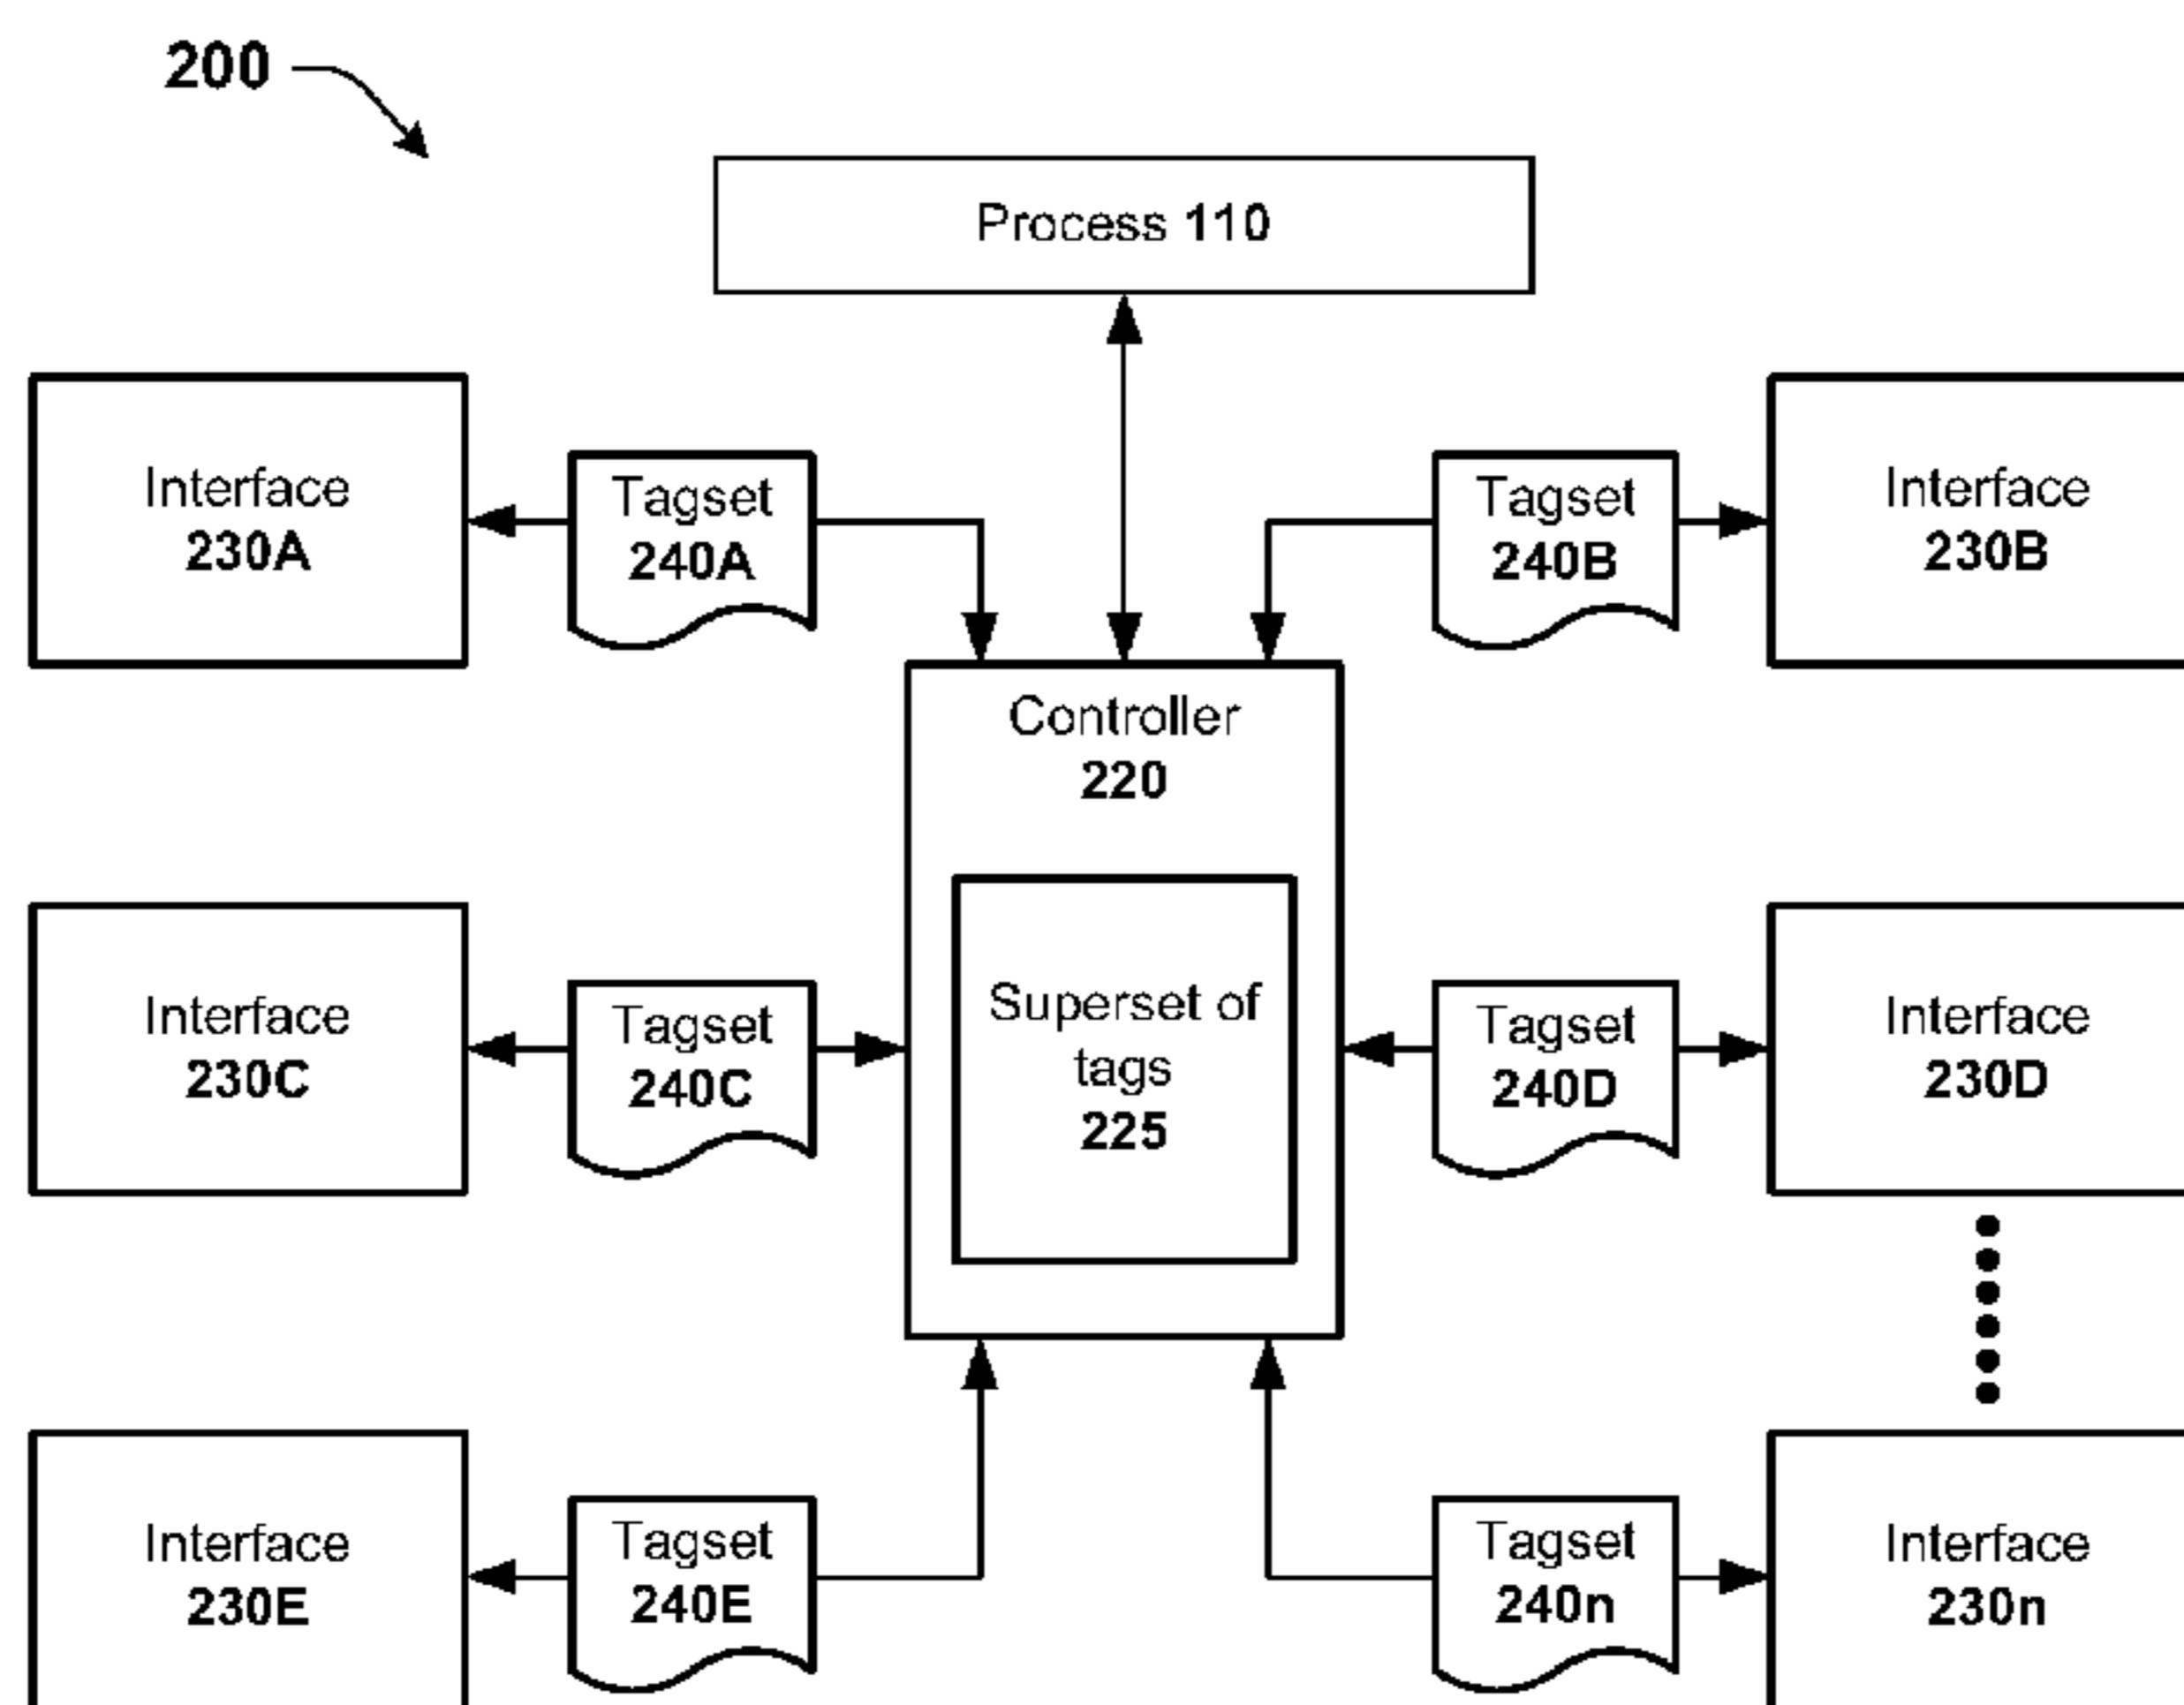 200
Process 110
Interface
230A
Tagset
240A
Tagset
240B
Interface
230B
Controller
220
Interface
230C
Tagset
240C
Superset of
tags
225
Tagset
240D
Interface
230D
Interface
230E
Tagset
240E
Tagset
240n
Interface
230n